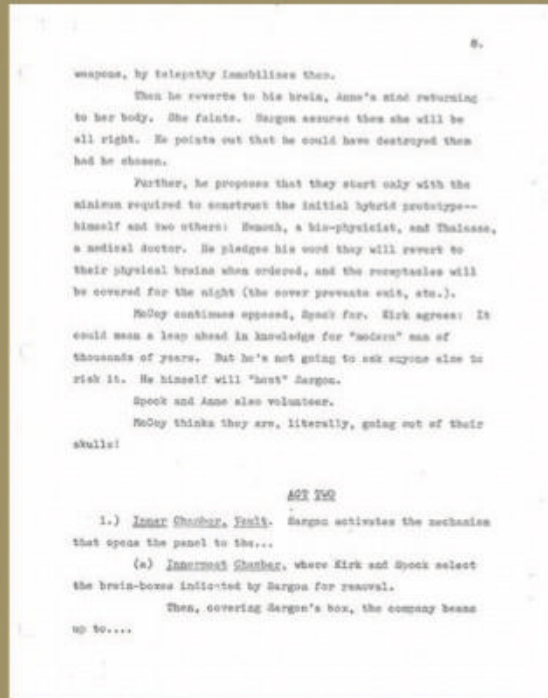 8.
weapons, by telepathy immobilizes them.
Then he reverts to his brain, Anne's mind returning
to her body. She faints. Sargon assures them she will be
all right. He points out that he could have destroyed them
had he chosen.
Further, he proposes that they start only with the
minimum required to construct the initial hybrid prototype--
himself and two others: Henoch, a bio-physicist, and Thalassa,
a medical doctor. He pledges his word they will revert to
their physical brains when ordered, and the receptacles will
be covered for the night (the cover prevents exit, etc.).
McCoy continues opposed, Spock for. Kirk agrees: It
could mean a leap ahead in knowledge for "modern" man of
thousands of years. But he's not going to ask anyone else to
risk it. He himself will "host" Sargon.
Spock and Anne also volunteer.
McCoy thinks they are, literally, going out of their
skulls!
ACT TWO
1.) Inner Chamber, Vault. Sargon activates the mechanism
that opens the panel to the...
(a) Innermost Chamber, where Kirk and Spock select
the brain-boxes indicated by Sargon for removal.
Then, covering Sargon's box, the company beams
up to....